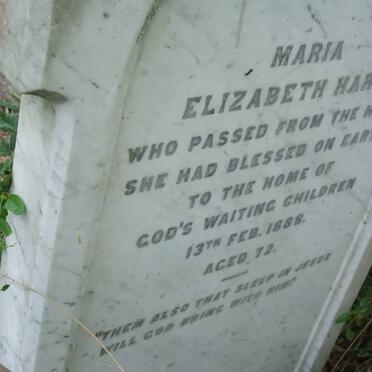 MARIA
ELIZABETH HAR
WHO PASSED FROM THE
SHE HAD BLESSED ON EAR
TO THE HOME OF
GOD'S WAITING CHILDREN
13TH FEB. 1888.
AGED 72.
"THEM ALSO THAT SLEEP IN JESUS
WILL GOD BRING WITH HIM."